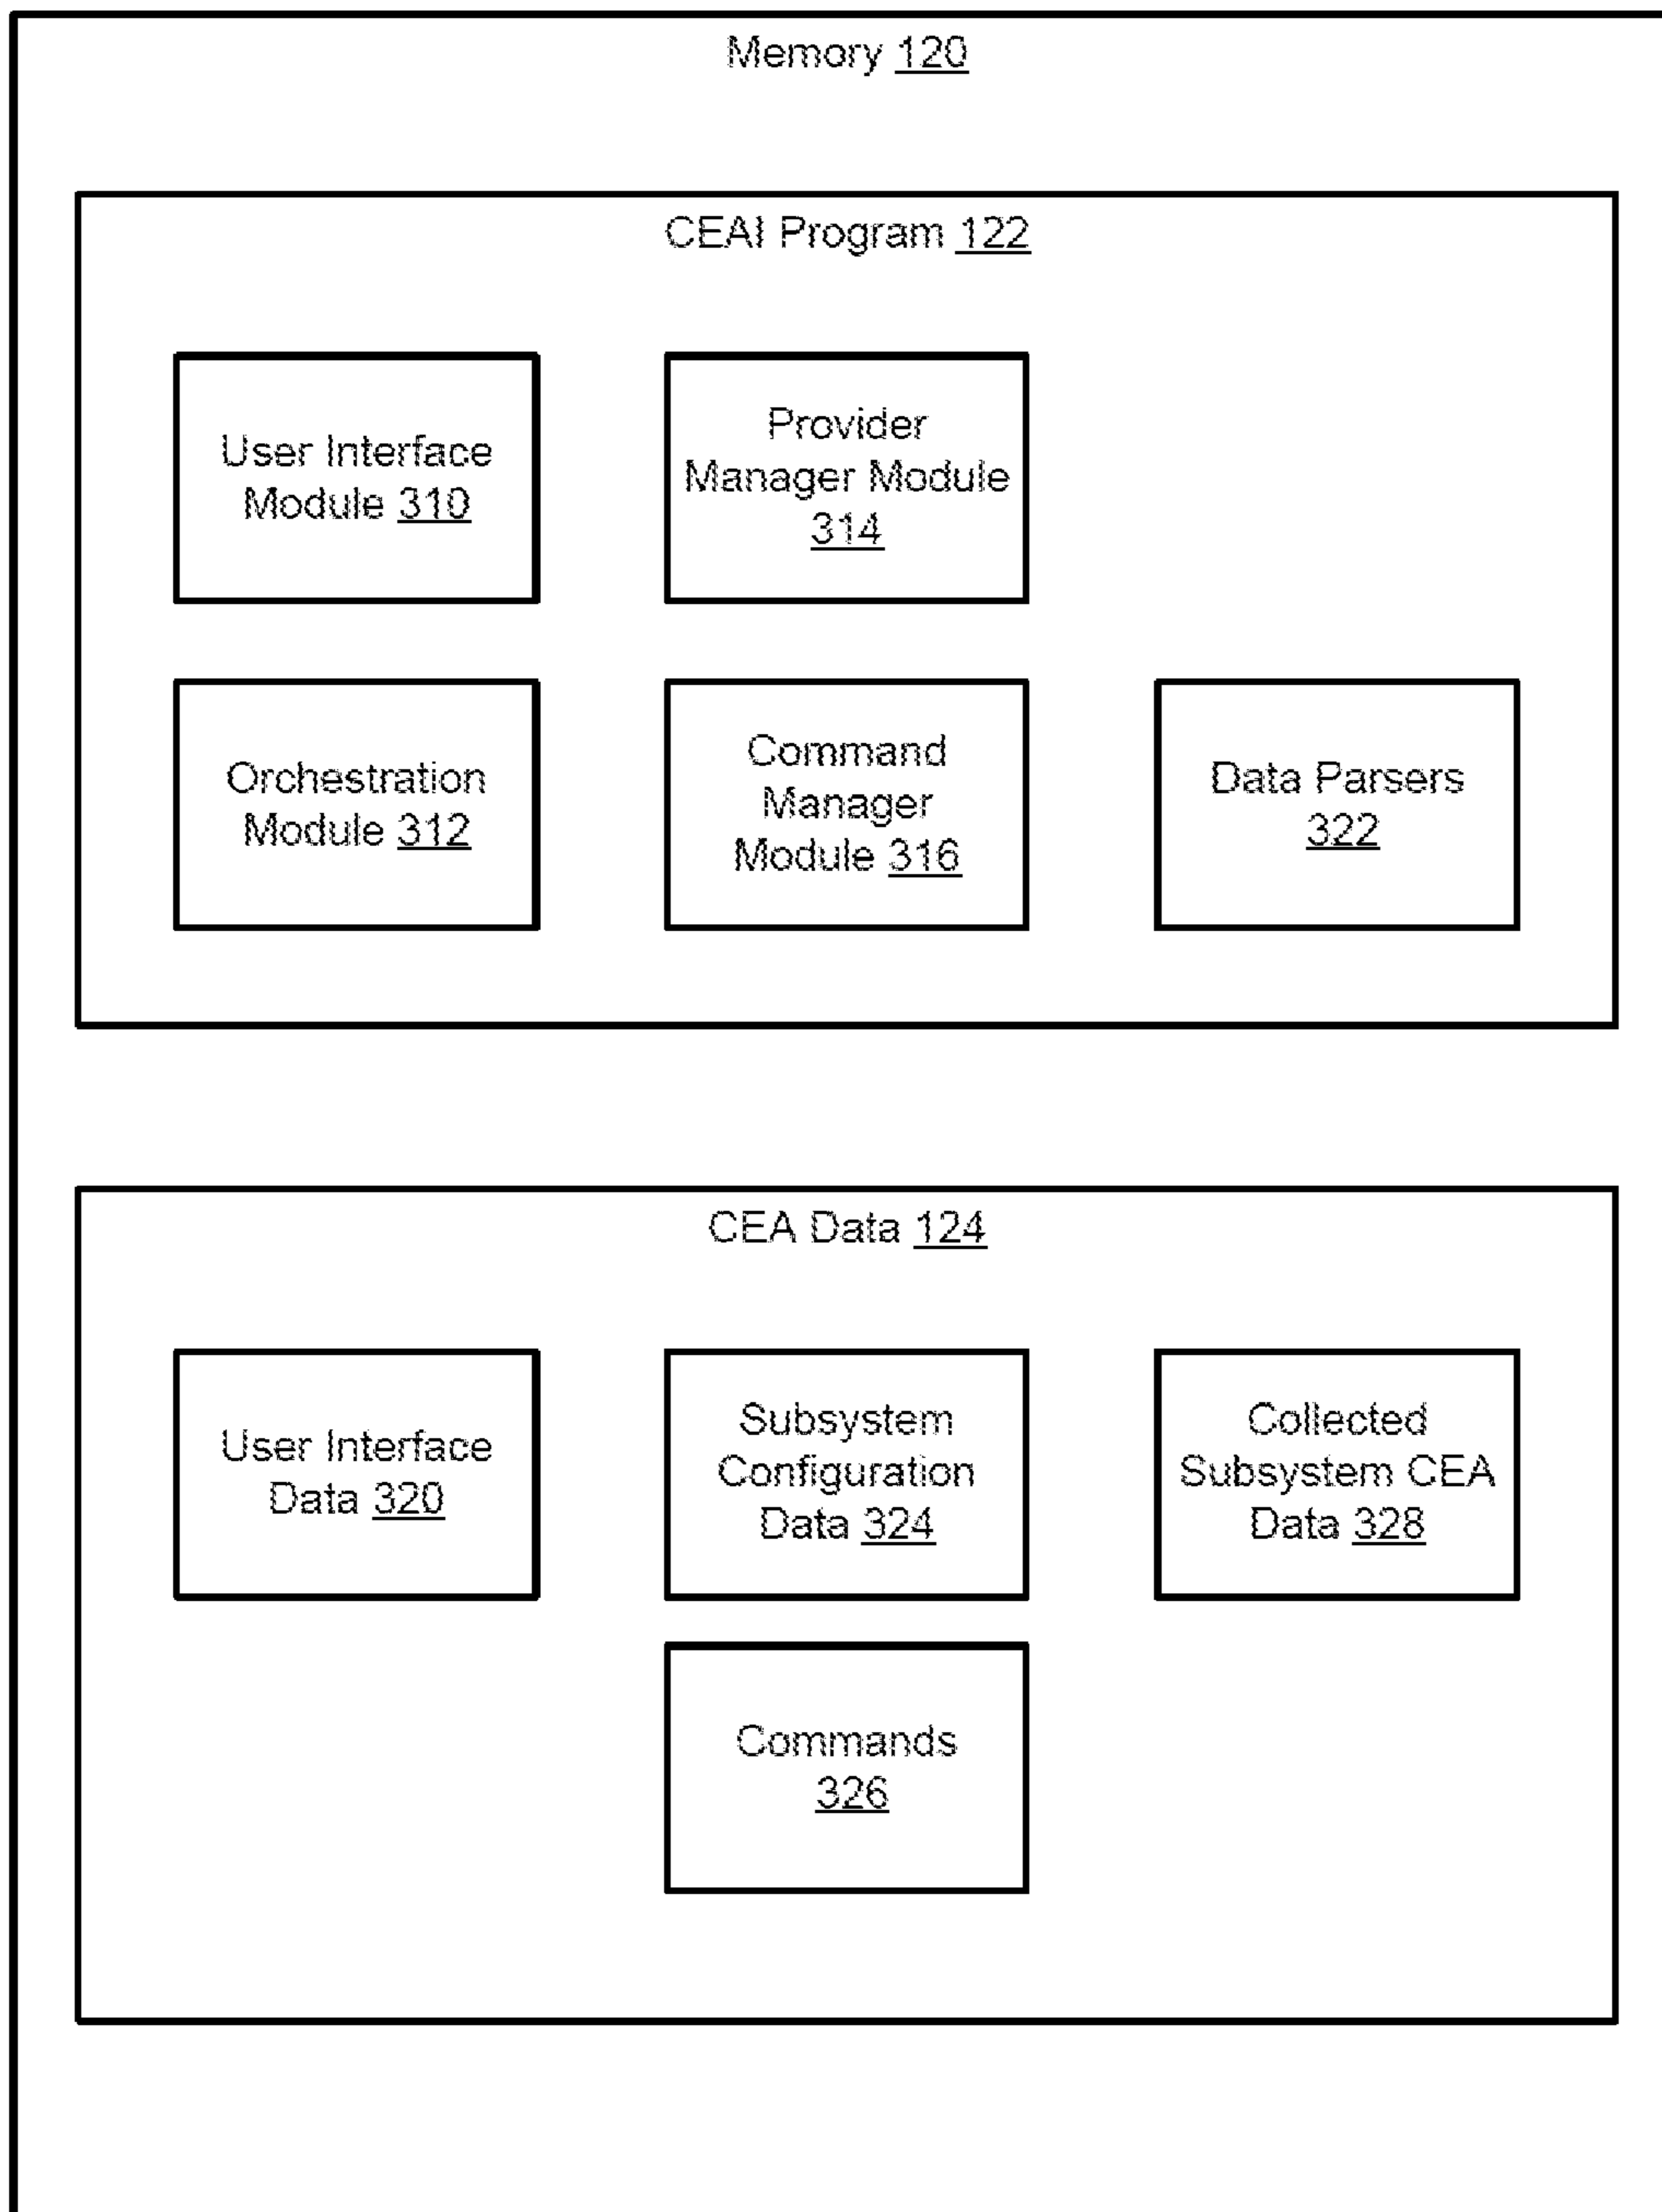 Memory 120
CEAI Program 122
User Interface
Module 310
Provider
Manager Module
314
Orchestration
Module 312
Command
Manager
Module 316
Data Parsers
322
CEA Data 124
User Interface
Data 320
Subsystem
Configuration
Data 324
Collected
Subsystem CEA
Data 328
Commands
326